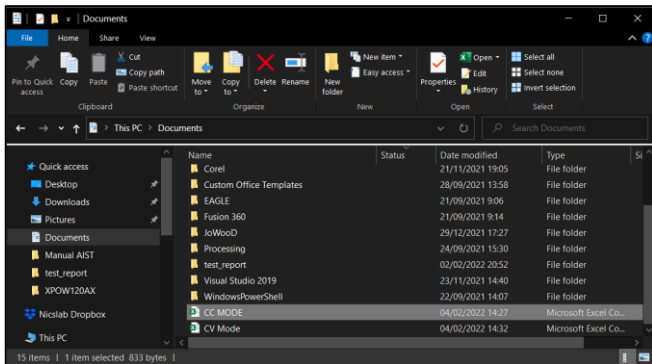 Documents
File Home Share View
Pin to Quick access
Copy
Paste
Cut
Copy path
Paste shortcut
Clipboard
Move to
Copy to
Delete
Rename
Organize
New folder
New item
Easy access
New
Properties
Open
Edit
History
Open
Select all
Select none
Invert selection
Select
This PC > Documents
Search Documents
Quick access
Desktop
Downloads
Pictures
Documents
Manual AIST
test_report
XPOW120AX
Nicslab Dropbox
This PC
Name Status Date modified Type Si
Corel 21/11/2021 19:05 File folder
Custom Office Templates 28/09/2021 13:58 File folder
EAGLE 21/09/2021 9:06 File folder
Fusion 360 21/09/2021 9:14 File folder
JoWooD 29/12/2021 17:27 File folder
Processing 24/09/2021 15:30 File folder
test_report 02/02/2022 20:52 File folder
Visual Studio 2019 23/11/2021 14:40 File folder
WindowsPowerShell 22/09/2021 14:07 File folder
CC MODE 04/02/2022 14:27 Microsoft Excel Co...
CV Mode 04/02/2022 14:32 Microsoft Excel Co...
15 items 1 item selected 833 bytes